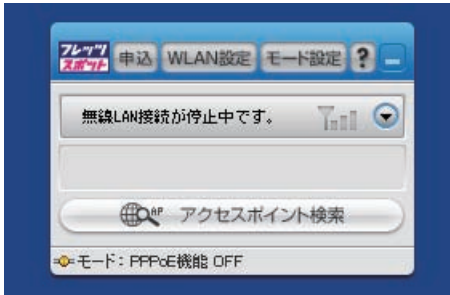 フレッツ
スポット
申込 WLAN設定 モード設定 ?
無線LAN接続が停止中です。
AP アクセスポイント検索
モード：PPPoE機能 OFF